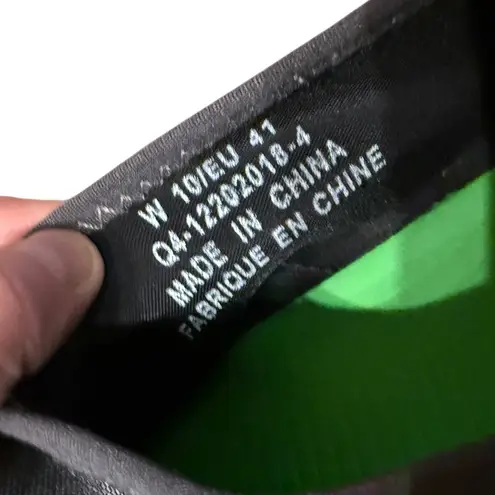 W 10/EU 41
Q4-12202018-4
MADE IN CHINA
FABRIQUE EN CHINE